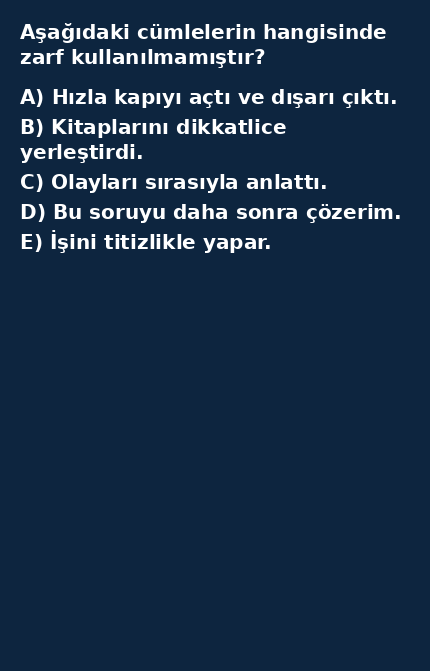 Aşağıdaki cümlelerin hangisinde
zarf kullanılmamıştır?
A) Hızla kapıyı açtı ve dışarı çıktı.
B) Kitaplarını dikkatlice
yerleştirdi.
C) Olayları sırasıyla anlattı.
D) Bu soruyu daha sonra çözerim.
E) İşini titizlikle yapar.